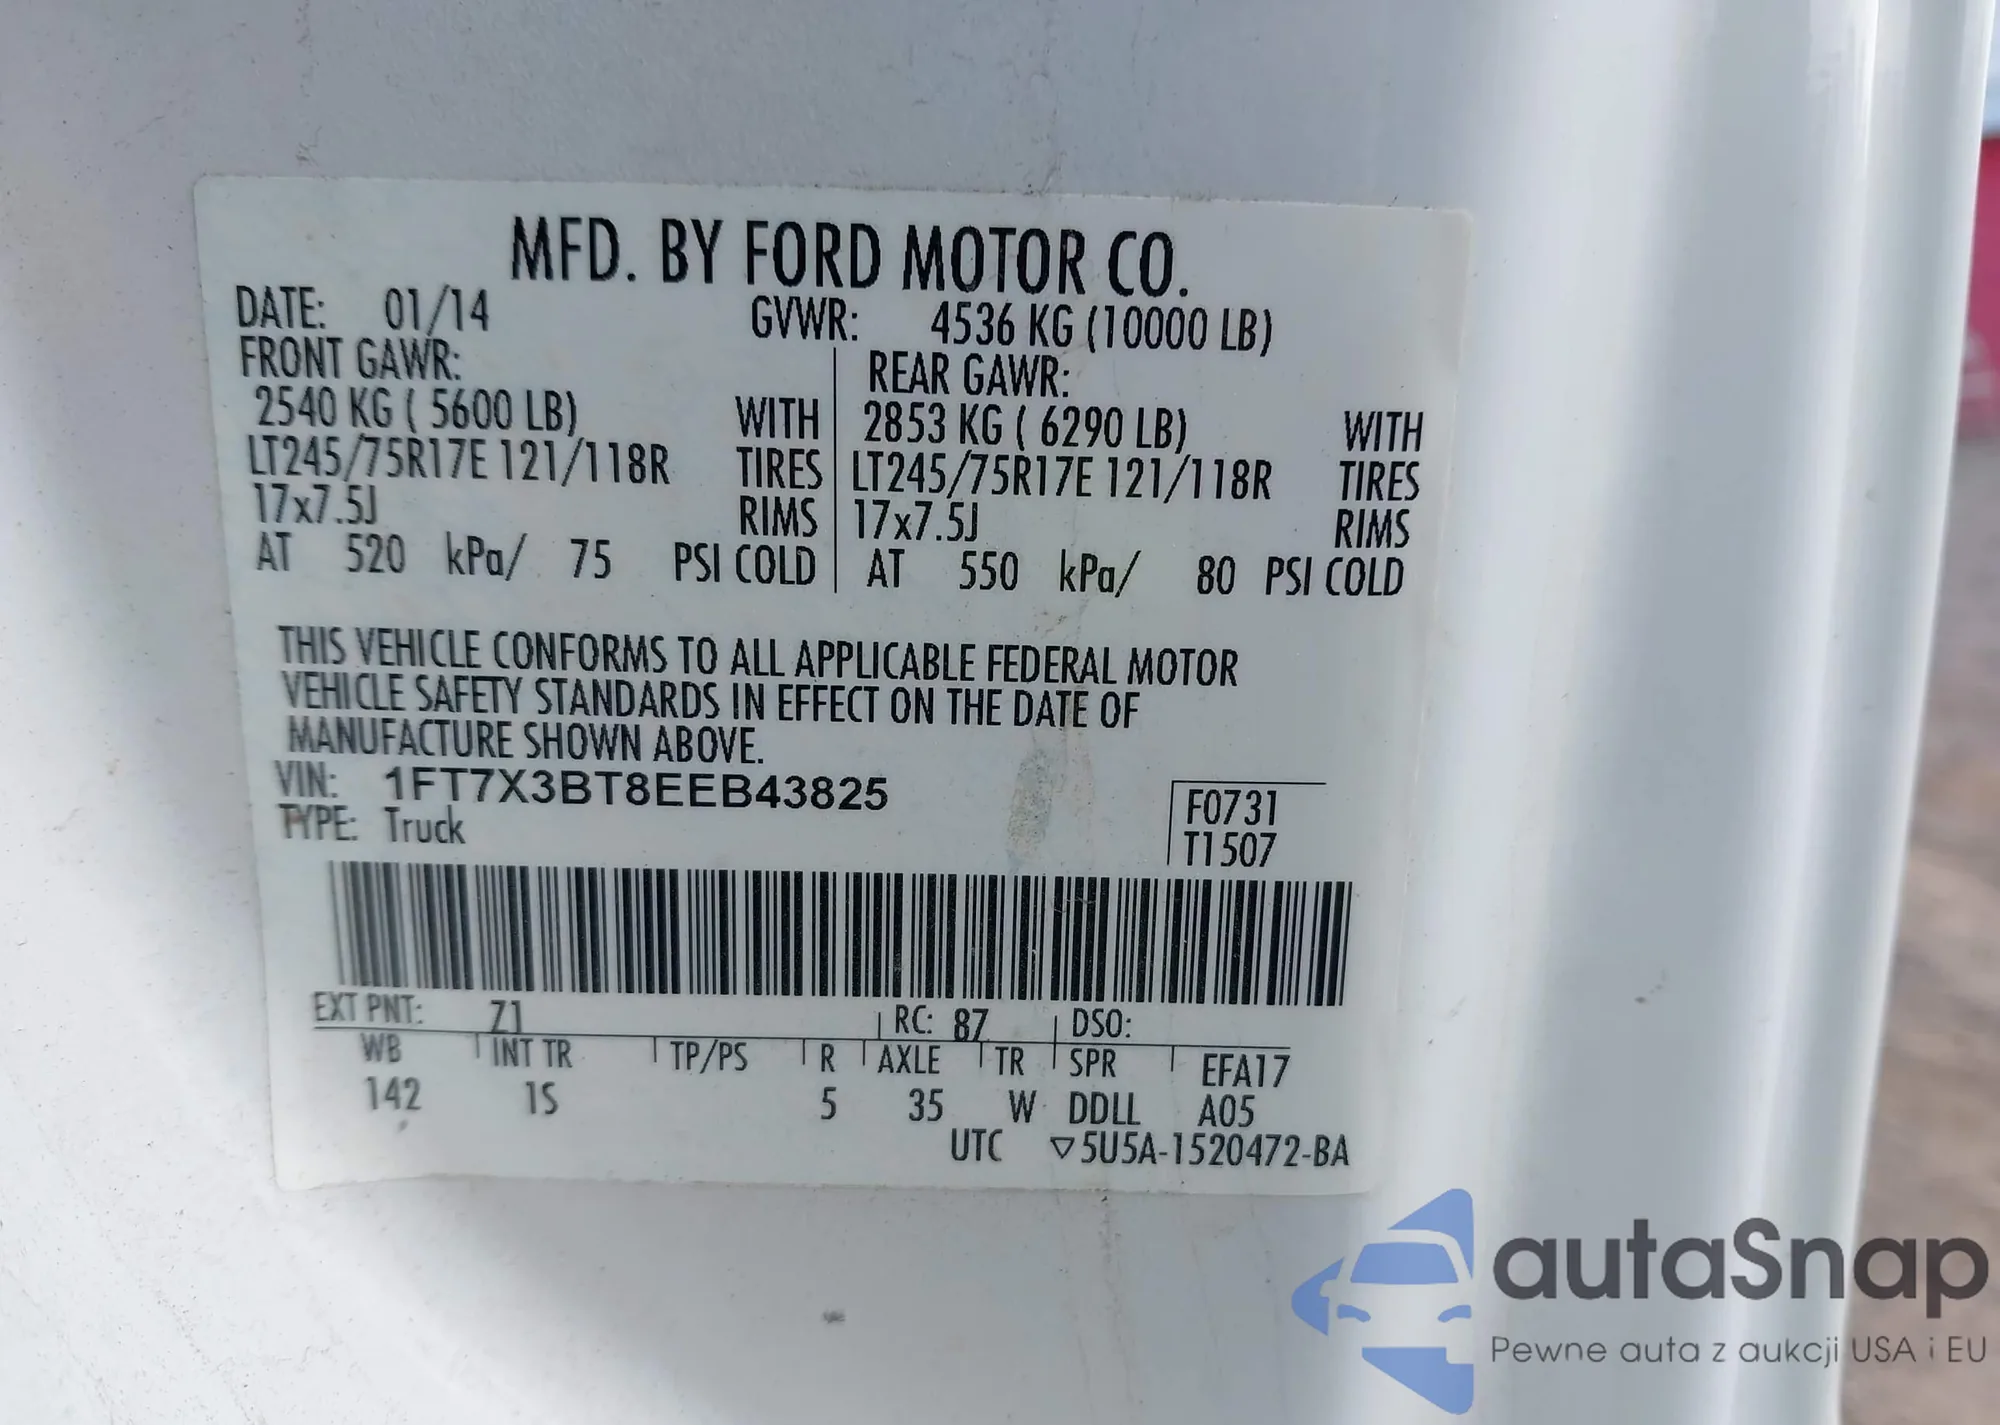 MFD. BY FORD MOTOR CO.
DATE: 01/14 GVWR: 4536 KG (10000 LB)
FRONT GAWR: REAR GAWR:
2540 KG ( 5600 LB) WITH 2853 KG ( 6290 LB) WITH
LT245/75R17E 121/118R TIRES LT245/75R17E 121/118R TIRES
17x7.5J RIMS 17x7.5J RIMS
AT 520 kPa/ 75 PSI COLD AT 550 kPa/ 80 PSI COLD
THIS VEHICLE CONFORMS TO ALL APPLICABLE FEDERAL MOTOR
VEHICLE SAFETY STANDARDS IN EFFECT ON THE DATE OF
MANUFACTURE SHOWN ABOVE.
VIN: 1FT7X3BT8EEB43825 F0731
TYPE: Truck T1507
EXT PNT: Z1 RC: 87 DSO:
WB INT TR TP/PS R AXLE TR SPR EFA17
142 1S 5 35 W DDLL A05
UTC ▽5U5A-1520472-BA
autaSnap
Pewne auta z aukcji USA i EU